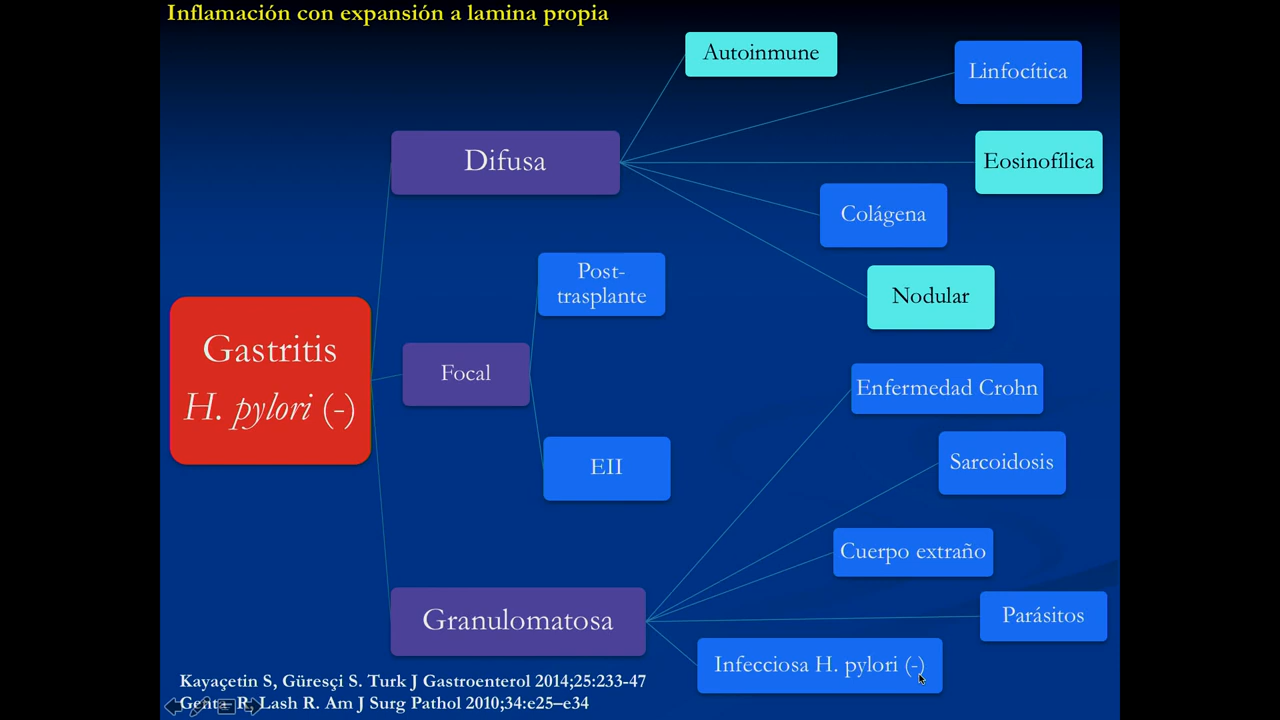 Inflamación con expansión a lamina propia
Autoinmune
Linfocítica
Difusa
Eosinofílica
Colágena
Post-
trasplante
Nodular
Gastritis
H. pylori (-)
Focal
Enfermedad Crohn
EII
Sarcoidosis
Cuerpo extraño
Granulomatosa
Parásitos
Infecciosa H. pylori (-)
Kayaçetin S, Güresçi S. Turk J Gastroenterol 2014;25:233-47
Genta R, Lash R. Am J Surg Pathol 2010;34:e25–e34